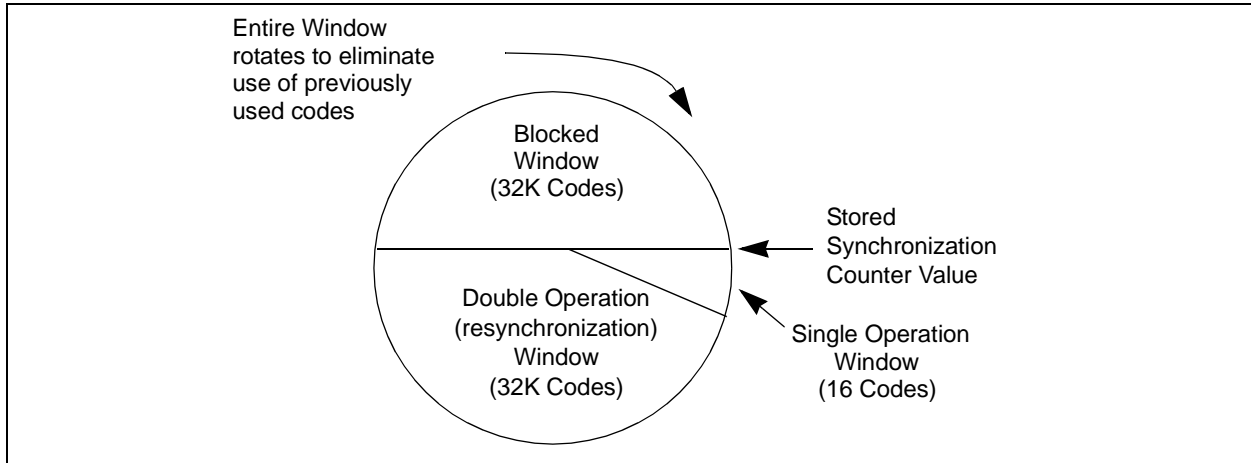 Entire Window
rotates to eliminate
use of previously
used codes
Blocked
Window
(32K Codes)
Stored
Synchronization
Counter Value
Double Operation
(resynchronization)
Window
(32K Codes)
Single Operation
Window
(16 Codes)